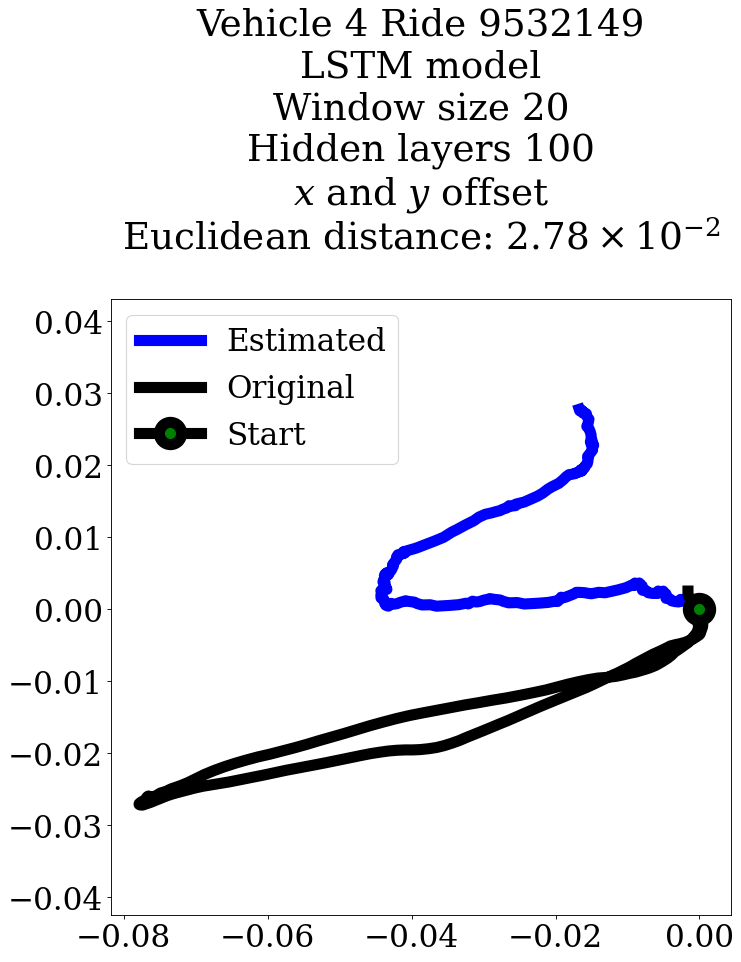 Vehicle 4 Ride 9532149
LSTM model
Window size 20
Hidden layers 100
x and y offset
Euclidean distance: 2.78 × 10⁻²
Estimated
Original
Start
0.04
0.03
0.02
0.01
0.00
−0.01
−0.02
−0.03
−0.04
−0.08 −0.06 −0.04 −0.02 0.00